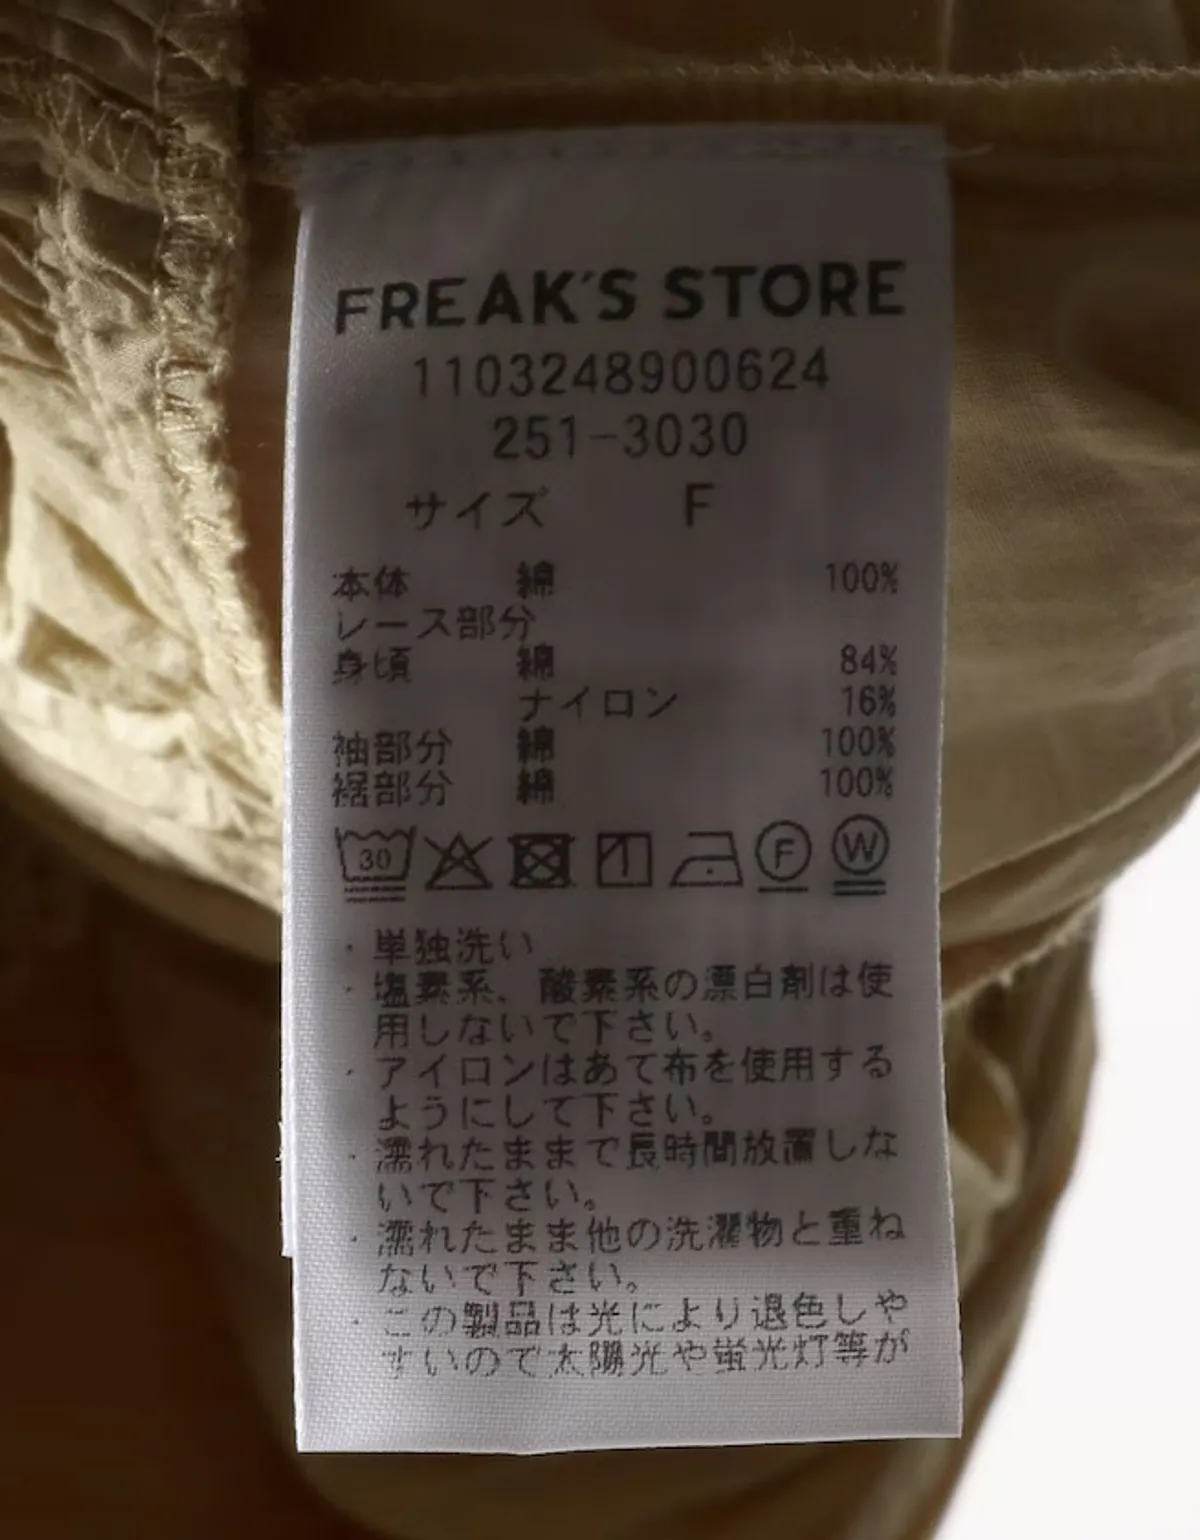 FREAK'S STORE
1103248900624
251-3030
サイズ F
本体 綿 100%
レース部分
身頃 綿 84%
ナイロン 16%
袖部分 綿 100%
裾部分 綿 100%
30 F W
・単独洗い
・塩素系、酸素系の漂白剤は使
用しないで下さい。
・アイロンはあて布を使用する
ようにして下さい。
・濡れたままで長時間放置しな
いで下さい。
・濡れたまま他の洗濯物と重ね
ないで下さい。
・この製品は光により退色しや
すいので太陽光や蛍光灯等が